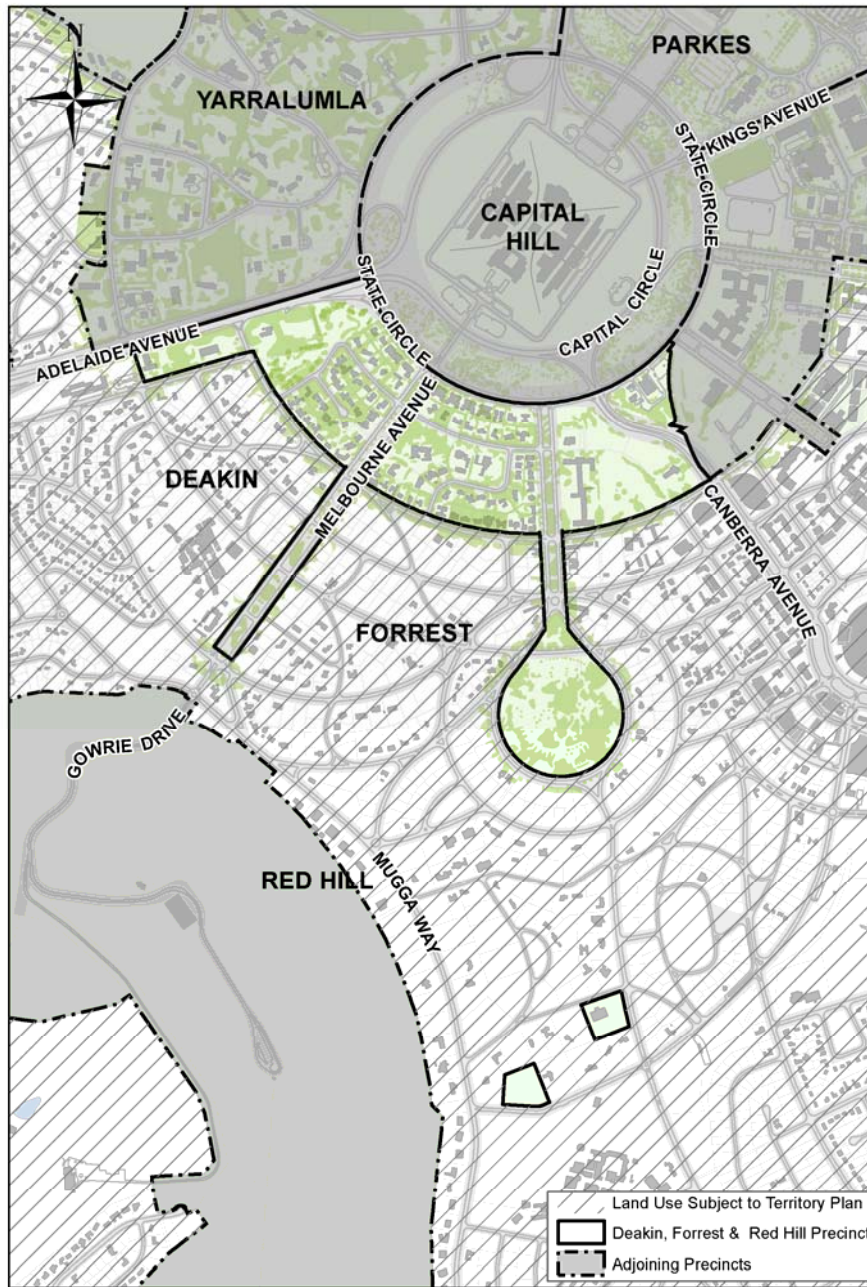 PARKES
N
YARRALUMLA
KINGS AVENUE
STATE CIRCLE
CAPITAL
HILL
STATE CIRCLE
CAPITAL CIRCLE
ADELAIDE AVENUE
MELBOURNE AVENUE
DEAKIN
CANBERRA AVENUE
FORREST
GOWRIE DRIVE
RED HILL
MUGGA WAY
Land Use Subject to Territory Plan
Deakin, Forrest & Red Hill Precinct
Adjoining Precincts